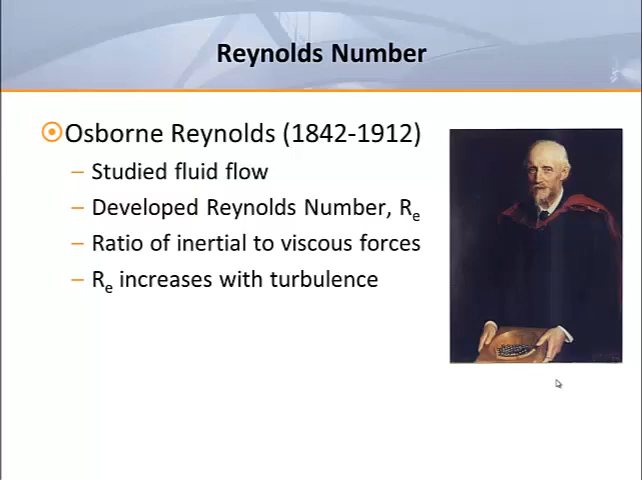 Reynolds Number
Osborne Reynolds (1842-1912)
– Studied fluid flow
– Developed Reynolds Number, Re
– Ratio of inertial to viscous forces
– Re increases with turbulence